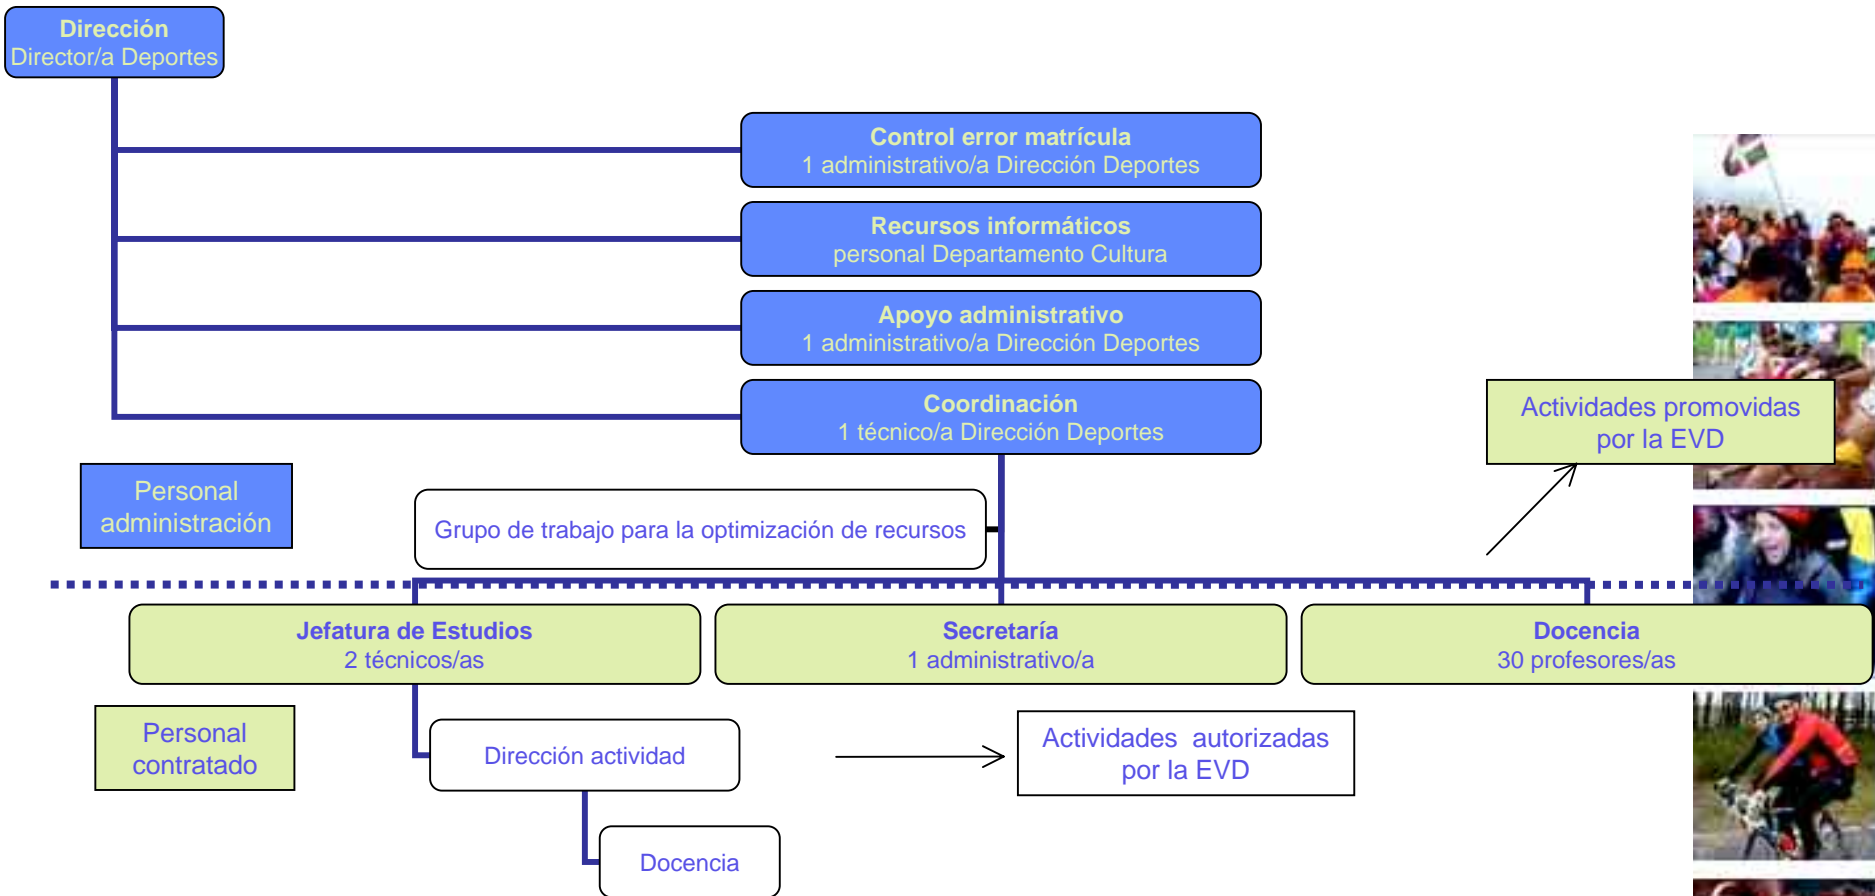 Dirección
Director/a Deportes
Control error matrícula
1 administrativo/a Dirección Deportes
Recursos informáticos
personal Departamento Cultura
Apoyo administrativo
1 administrativo/a Dirección Deportes
Coordinación
1 técnico/a Dirección Deportes
Actividades promovidas
por la EVD
Personal
administración
Grupo de trabajo para la optimización de recursos
Jefatura de Estudios
2 técnicos/as
Secretaría
1 administrativo/a
Docencia
30 profesores/as
Personal
contratado
Dirección actividad
Actividades autorizadas
por la EVD
Docencia